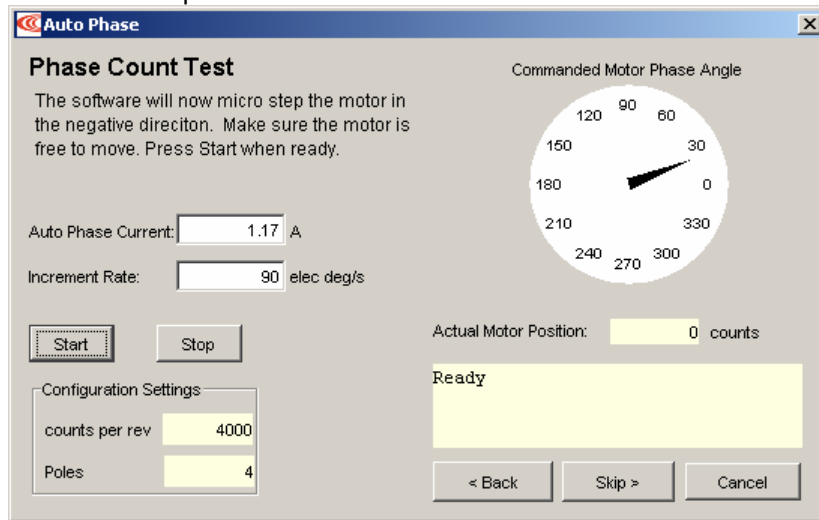 Auto Phase
Phase Count Test
The software will now micro step the motor in
the negative direciton. Make sure the motor is
free to move. Press Start when ready.
Auto Phase Current: 1.17 A
Increment Rate: 90 elec deg/s
Start Stop
Configuration Settings
counts per rev 4000
Poles 4
Commanded Motor Phase Angle
90
120 60
150 30
180 0
210 330
240 300
270
Actual Motor Position: 0 counts
Ready
< Back Skip > Cancel